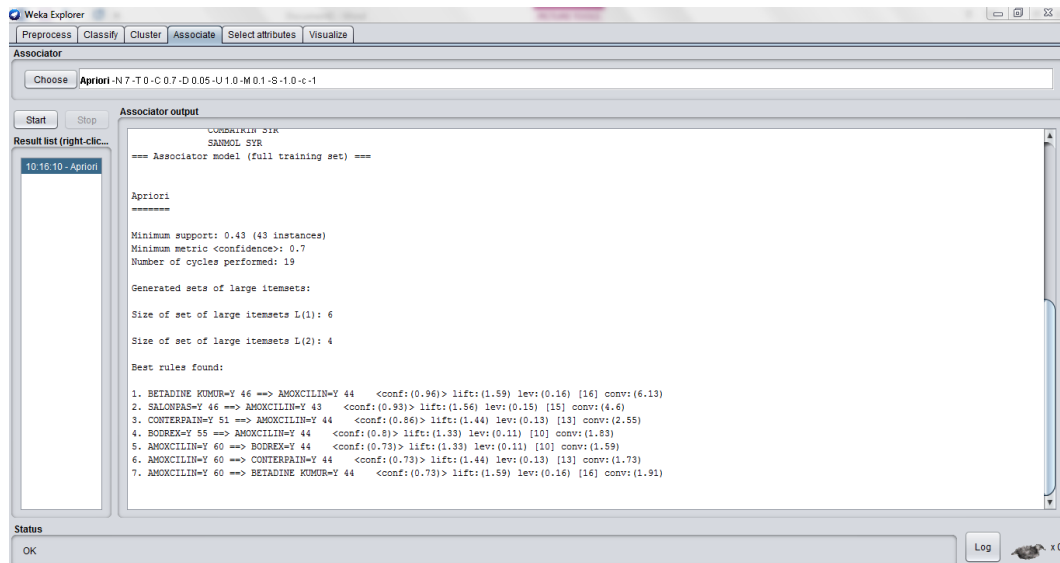 Weka Explorer
Preprocess Classify Cluster Associate Select attributes Visualize
Associator
Choose Apriori -N 7 -T 0 -C 0.7 -D 0.05 -U 1.0 -M 0.1 -S -1.0 -c -1
Start Stop
Associator output
Result list (right-clic...
10:16:10 - Apriori
COMBAIRIN SYR
SANMOL SYR
=== Associator model (full training set) ===
Apriori
=======
Minimum support: 0.43 (43 instances)
Minimum metric <confidence>: 0.7
Number of cycles performed: 19
Generated sets of large itemsets:
Size of set of large itemsets L(1): 6
Size of set of large itemsets L(2): 4
Best rules found:
1. BETADINE KUMUR=Y 46 ==> AMOXCILIN=Y 44 <conf:(0.96)> lift:(1.59) lev:(0.16) [16] conv:(6.13)
2. SALONPAS=Y 46 ==> AMOXCILIN=Y 43 <conf:(0.93)> lift:(1.56) lev:(0.15) [15] conv:(4.6)
3. CONTERPAIN=Y 51 ==> AMOXCILIN=Y 44 <conf:(0.86)> lift:(1.44) lev:(0.13) [13] conv:(2.55)
4. BODREX=Y 55 ==> AMOXCILIN=Y 44 <conf:(0.8)> lift:(1.33) lev:(0.11) [10] conv:(1.83)
5. AMOXCILIN=Y 60 ==> BODREX=Y 44 <conf:(0.73)> lift:(1.33) lev:(0.11) [10] conv:(1.59)
6. AMOXCILIN=Y 60 ==> CONTERPAIN=Y 44 <conf:(0.73)> lift:(1.44) lev:(0.13) [13] conv:(1.73)
7. AMOXCILIN=Y 60 ==> BETADINE KUMUR=Y 44 <conf:(0.73)> lift:(1.59) lev:(0.16) [16] conv:(1.91)
Status
OK
Log
x 0